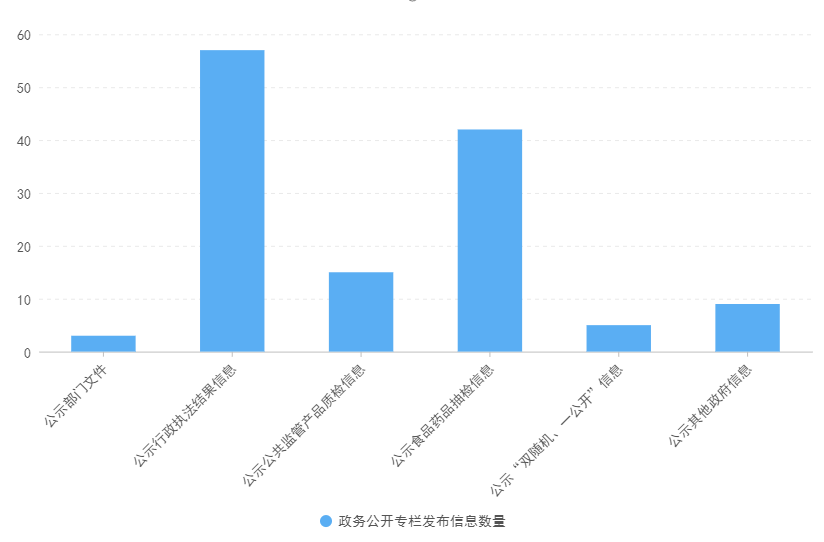 60
50
40
30
20
10
0
公示部门文件
公示行政执法结果信息
公示公共监管产品质检信息
公示食品药品抽检信息
公示“双随机、一公开”信息
公示其他政府信息
政务公开专栏发布信息数量